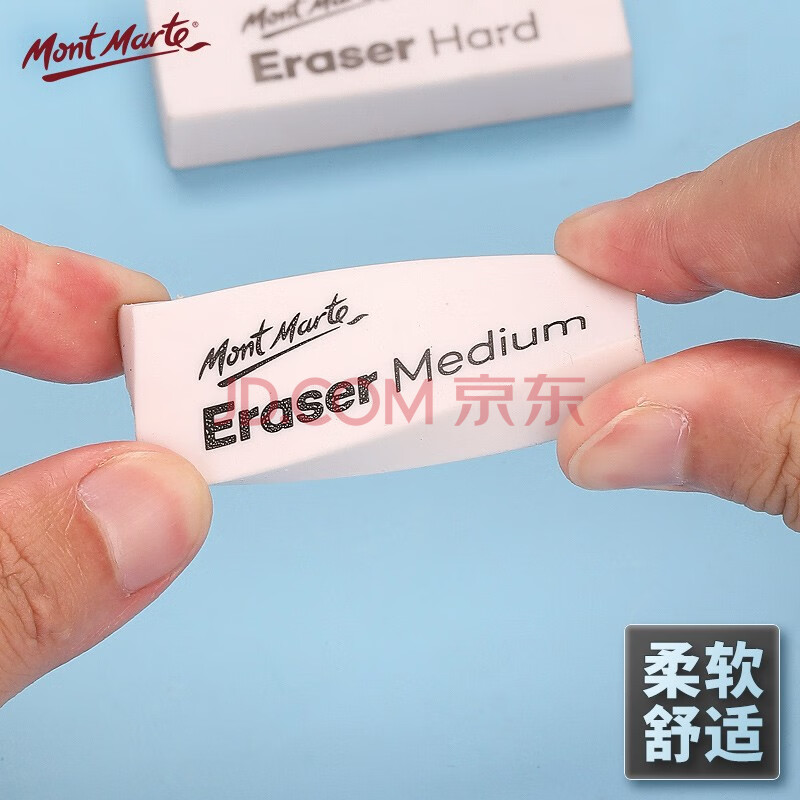 Mont Marte®
Mont Marte
Eraser Hard
Mont Marte
Eraser Medium
JD.COM 京东
柔软
舒适